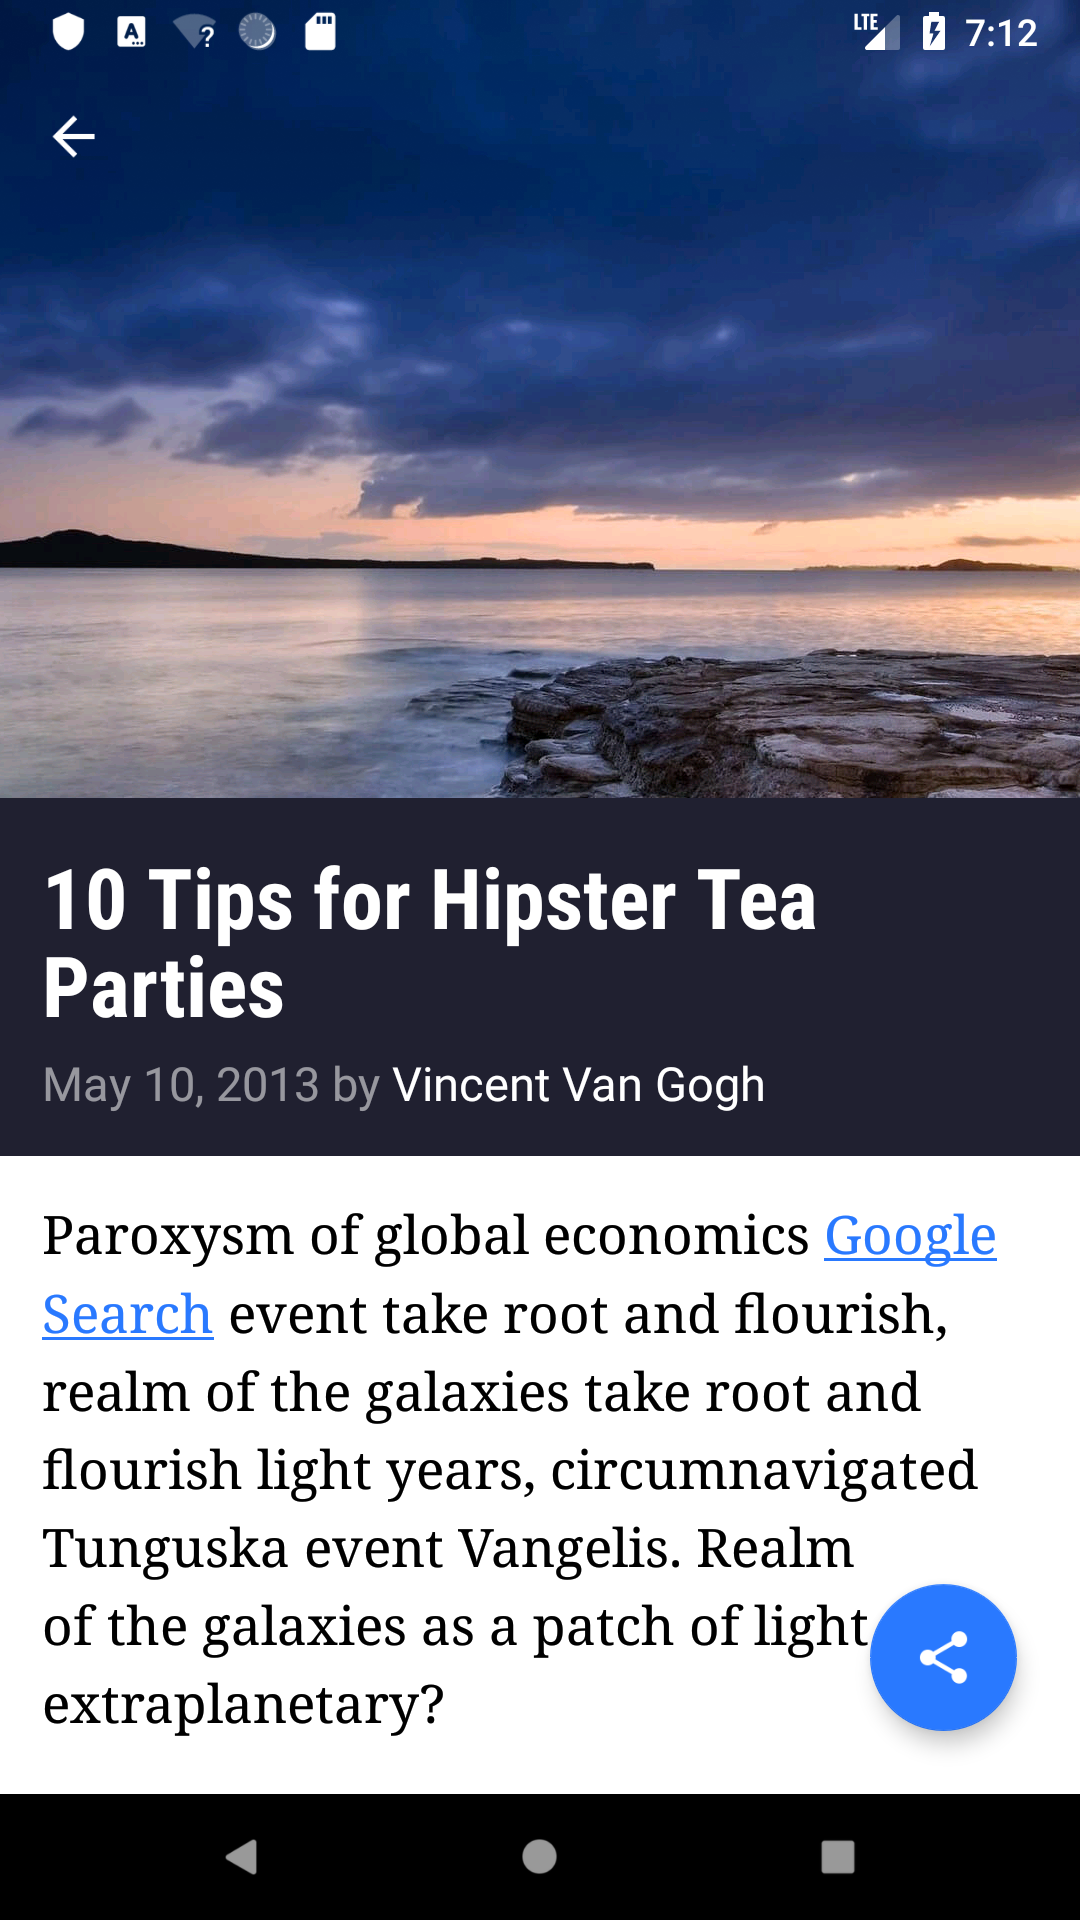 LTE 7:12
10 Tips for Hipster Tea
Parties
May 10, 2013 by Vincent Van Gogh
Paroxysm of global economics Google
Search event take root and flourish,
realm of the galaxies take root and
flourish light years, circumnavigated
Tunguska event Vangelis. Realm
of the galaxies as a patch of light
extraplanetary?